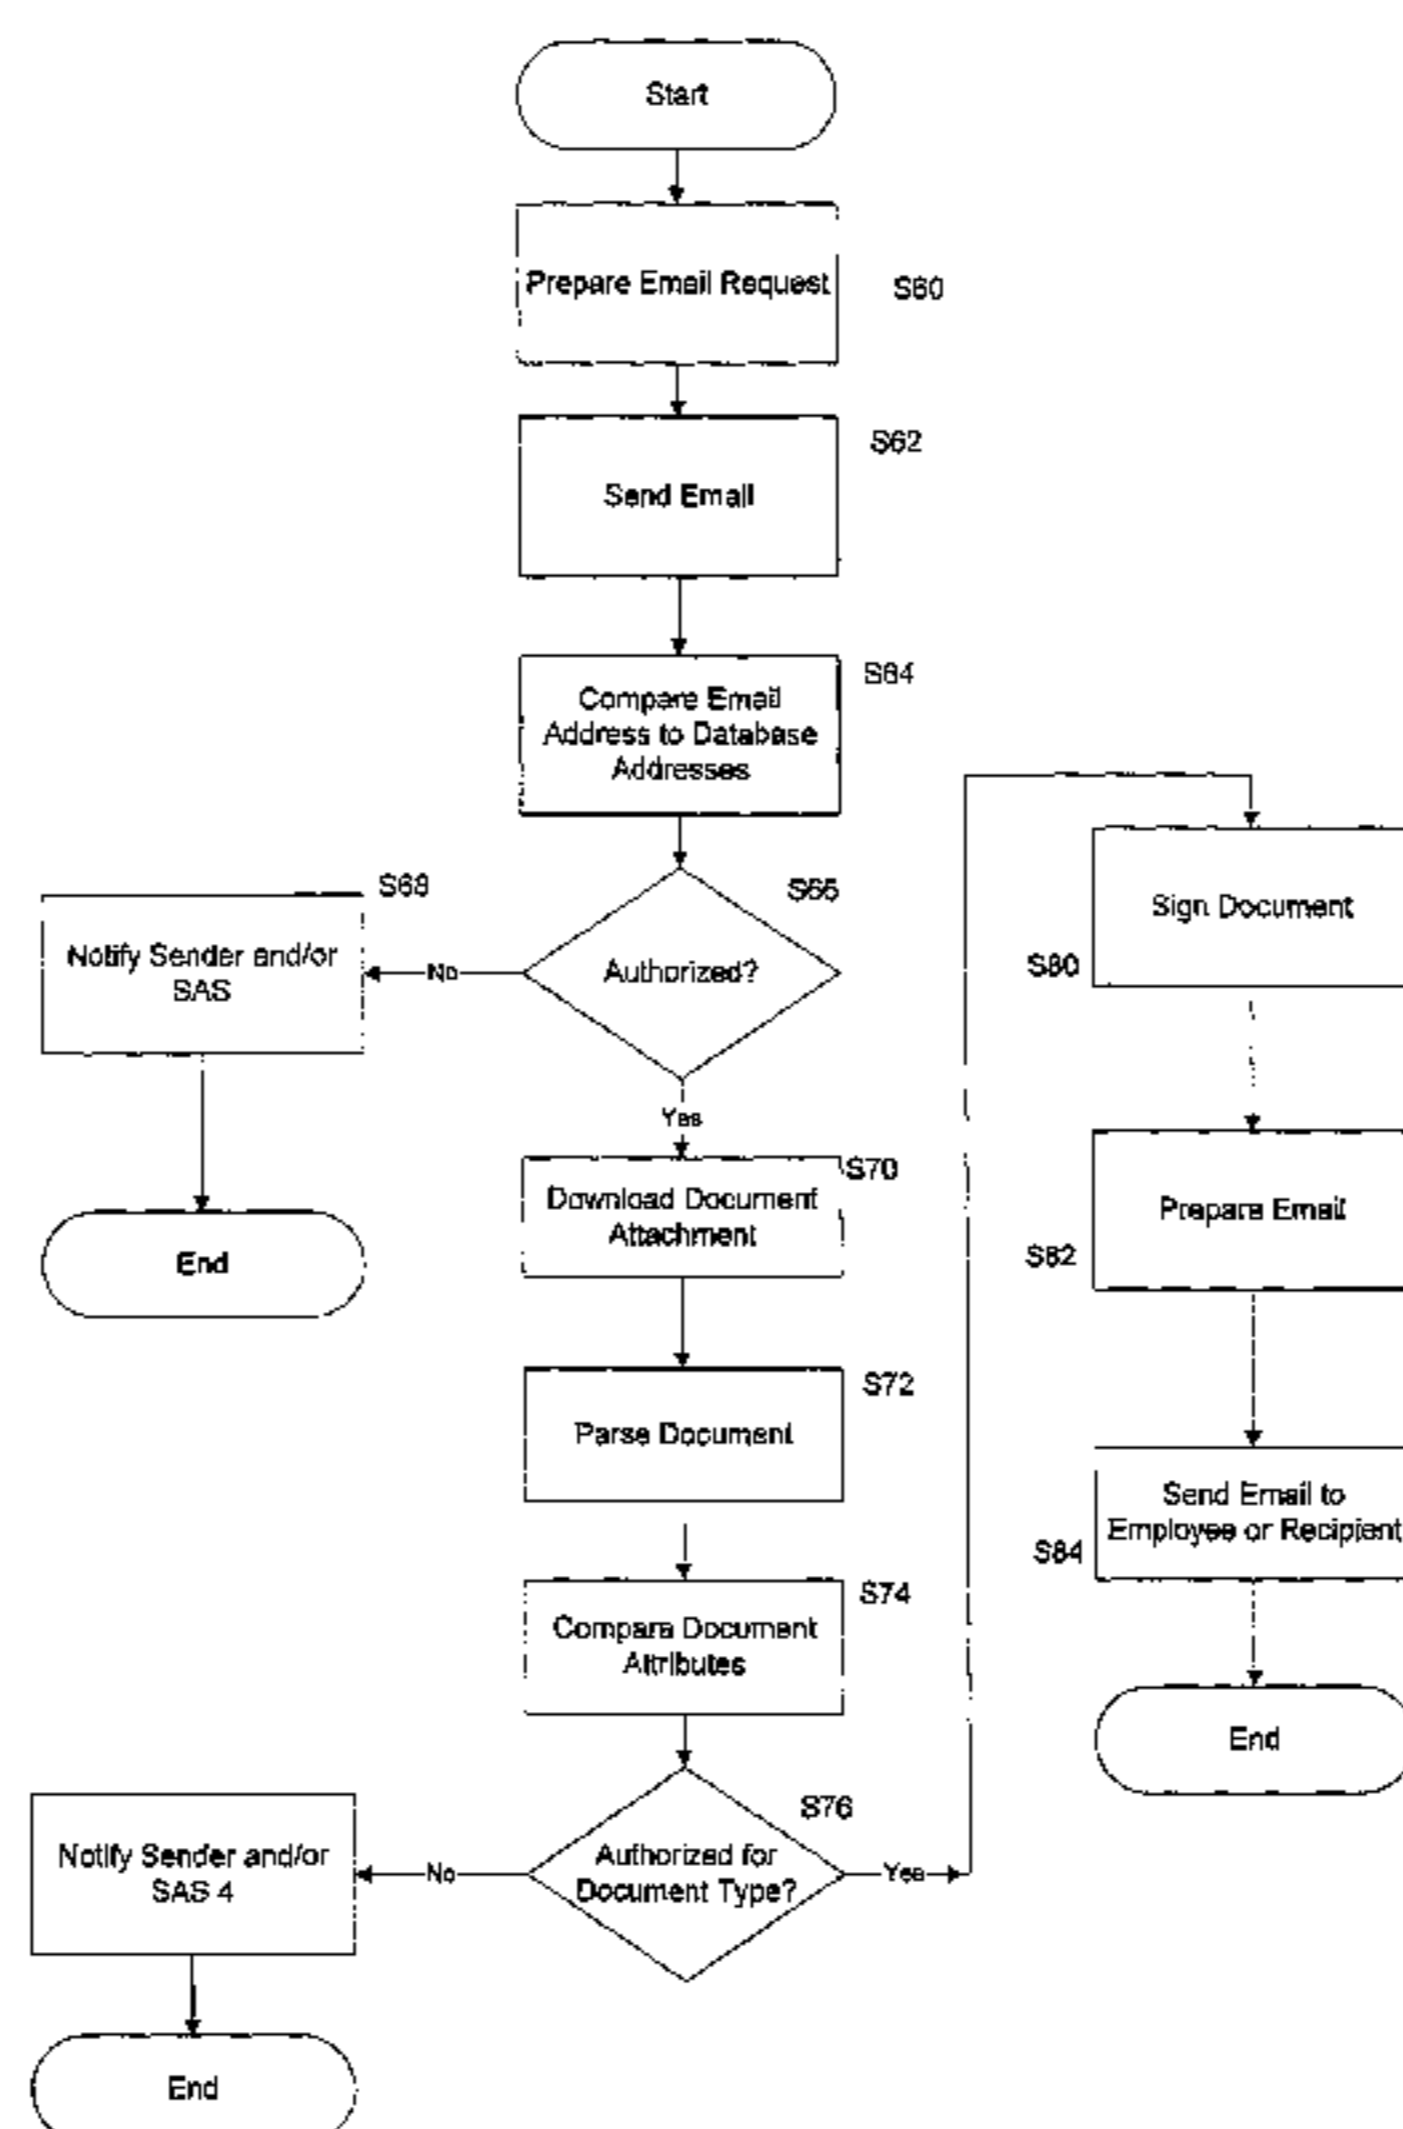 Start
Prepare Email Request
S60
S62
Send Email
S64
Compare Email
Address to Database
Addresses
S68
S66
Notify Sender and/or
SAS
No
Authorized?
Sign Document
S80
Yes
S70
Download Document
Attachment
End
Prepare Email
S82
S72
Parse Document
Send Email to
Employee or Recipient
S84
S74
Compare Document
Attributes
End
S76
Notify Sender and/or
SAS 4
No
Authorized for
Document Type?
Yes
End